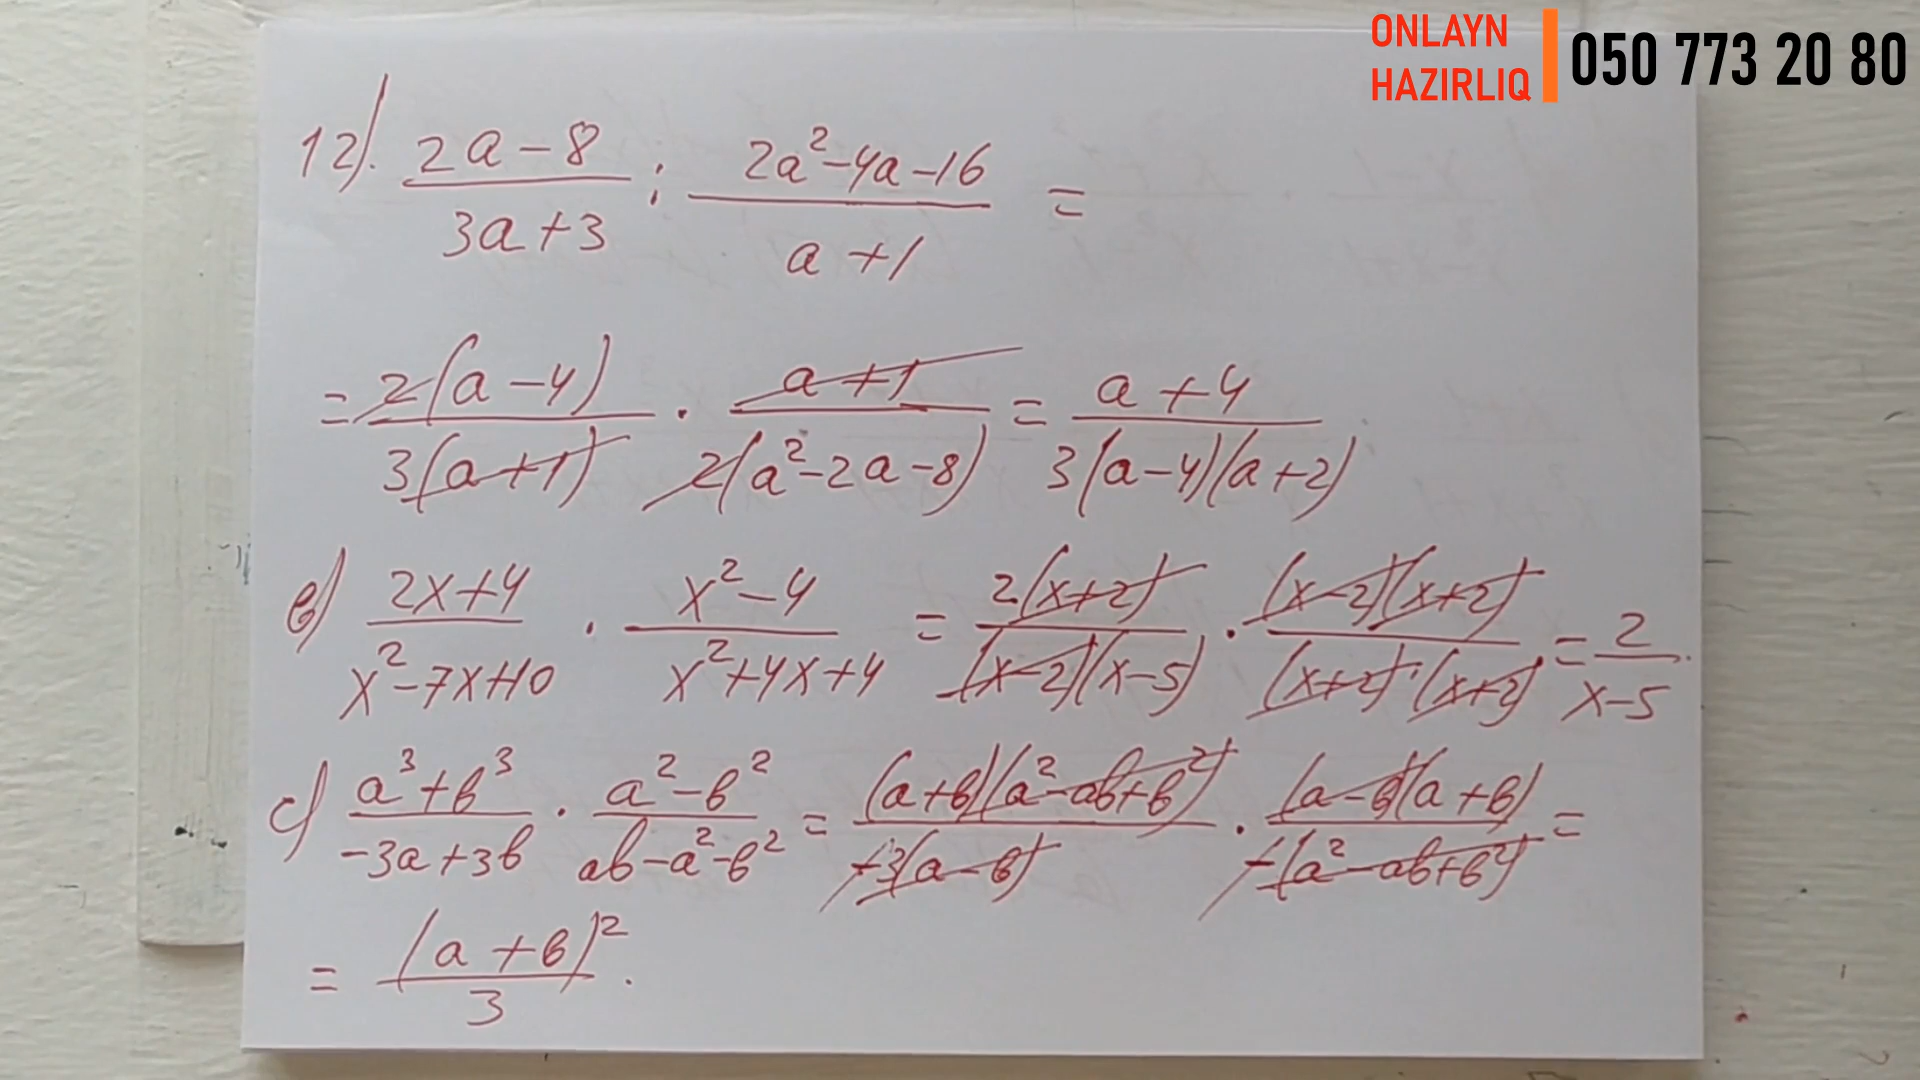 ONLAYN
HAZIRLIQ
050 773 20 80
12). (2a-8)/(3a+3) : (2a²-4a-16)/(a+1) =
= 2(a-4)/3(a+1) · (a+1)/2(a²-2a-8) = (a+4)/3(a-4)(a+2)
в) (2x+4)/(x²-7x+10) · (x²-4)/(x²+4x+4) = 2(x+2)/(x-2)(x-5) · (x-2)(x+2)/(x+2)·(x+2) = 2/(x-5).
c) (a³+в³)/(-3a+3в) · (a²-в²)/(aв-a²-в²) = (a+в)(a²-aв+в²)/-3(a-в) · (a-в)(a+в)/-(a²-aв+в²) =
= (a+в)²/3.